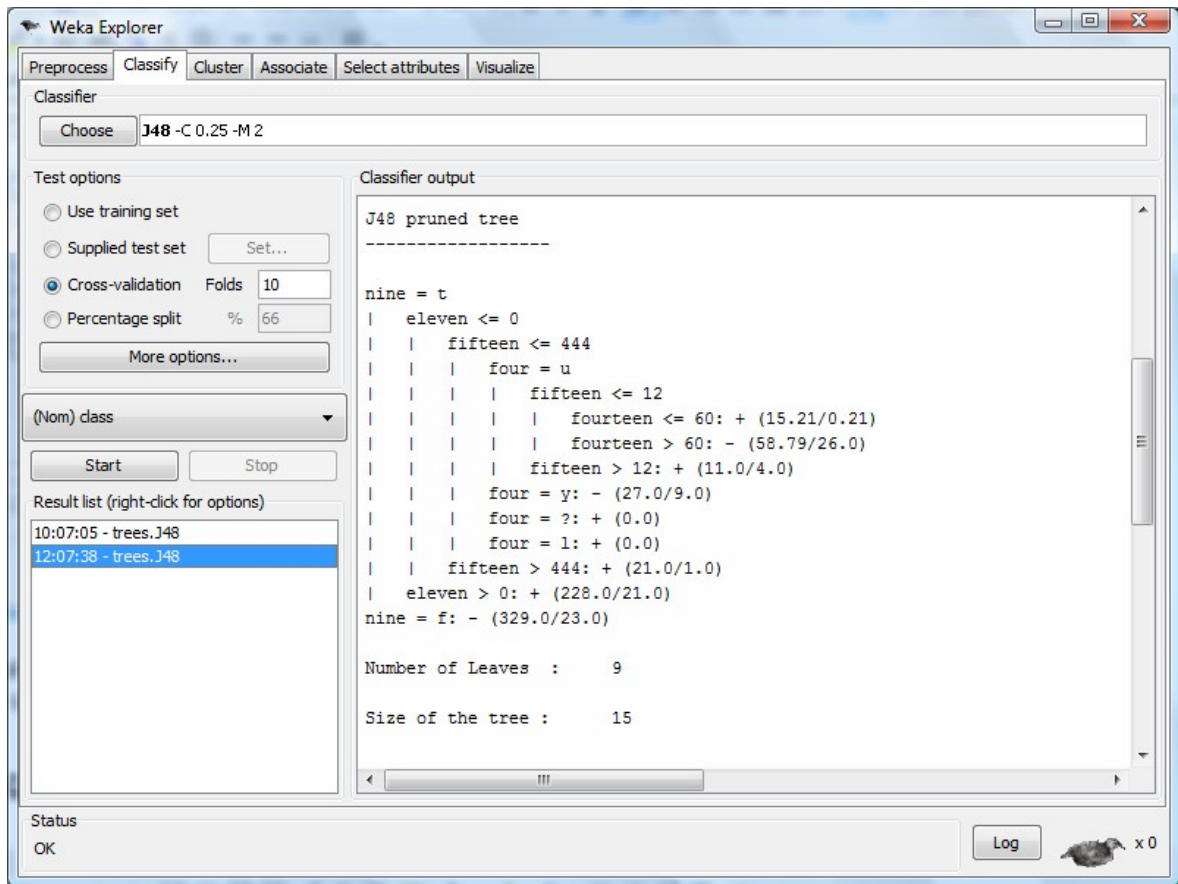 Weka Explorer
Preprocess Classify Cluster Associate Select attributes Visualize
Classifier
Choose J48 -C 0.25 -M 2
Test options
Use training set
Supplied test set Set...
Cross-validation Folds 10
Percentage split % 66
More options...
(Nom) class
Start Stop
Result list (right-click for options)
10:07:05 - trees.J48
12:07:38 - trees.J48
Classifier output
J48 pruned tree
------------------
nine = t
|   eleven <= 0
|   |   fifteen <= 444
|   |   |   four = u
|   |   |   |   fifteen <= 12
|   |   |   |   |   fourteen <= 60: + (15.21/0.21)
|   |   |   |   |   fourteen > 60: - (58.79/26.0)
|   |   |   |   fifteen > 12: + (11.0/4.0)
|   |   |   four = y: - (27.0/9.0)
|   |   |   four = ?: + (0.0)
|   |   |   four = l: + (0.0)
|   |   fifteen > 444: + (21.0/1.0)
|   eleven > 0: + (228.0/21.0)
nine = f: - (329.0/23.0)
Number of Leaves  :     9
Size of the tree :     15
Status
OK
Log x 0